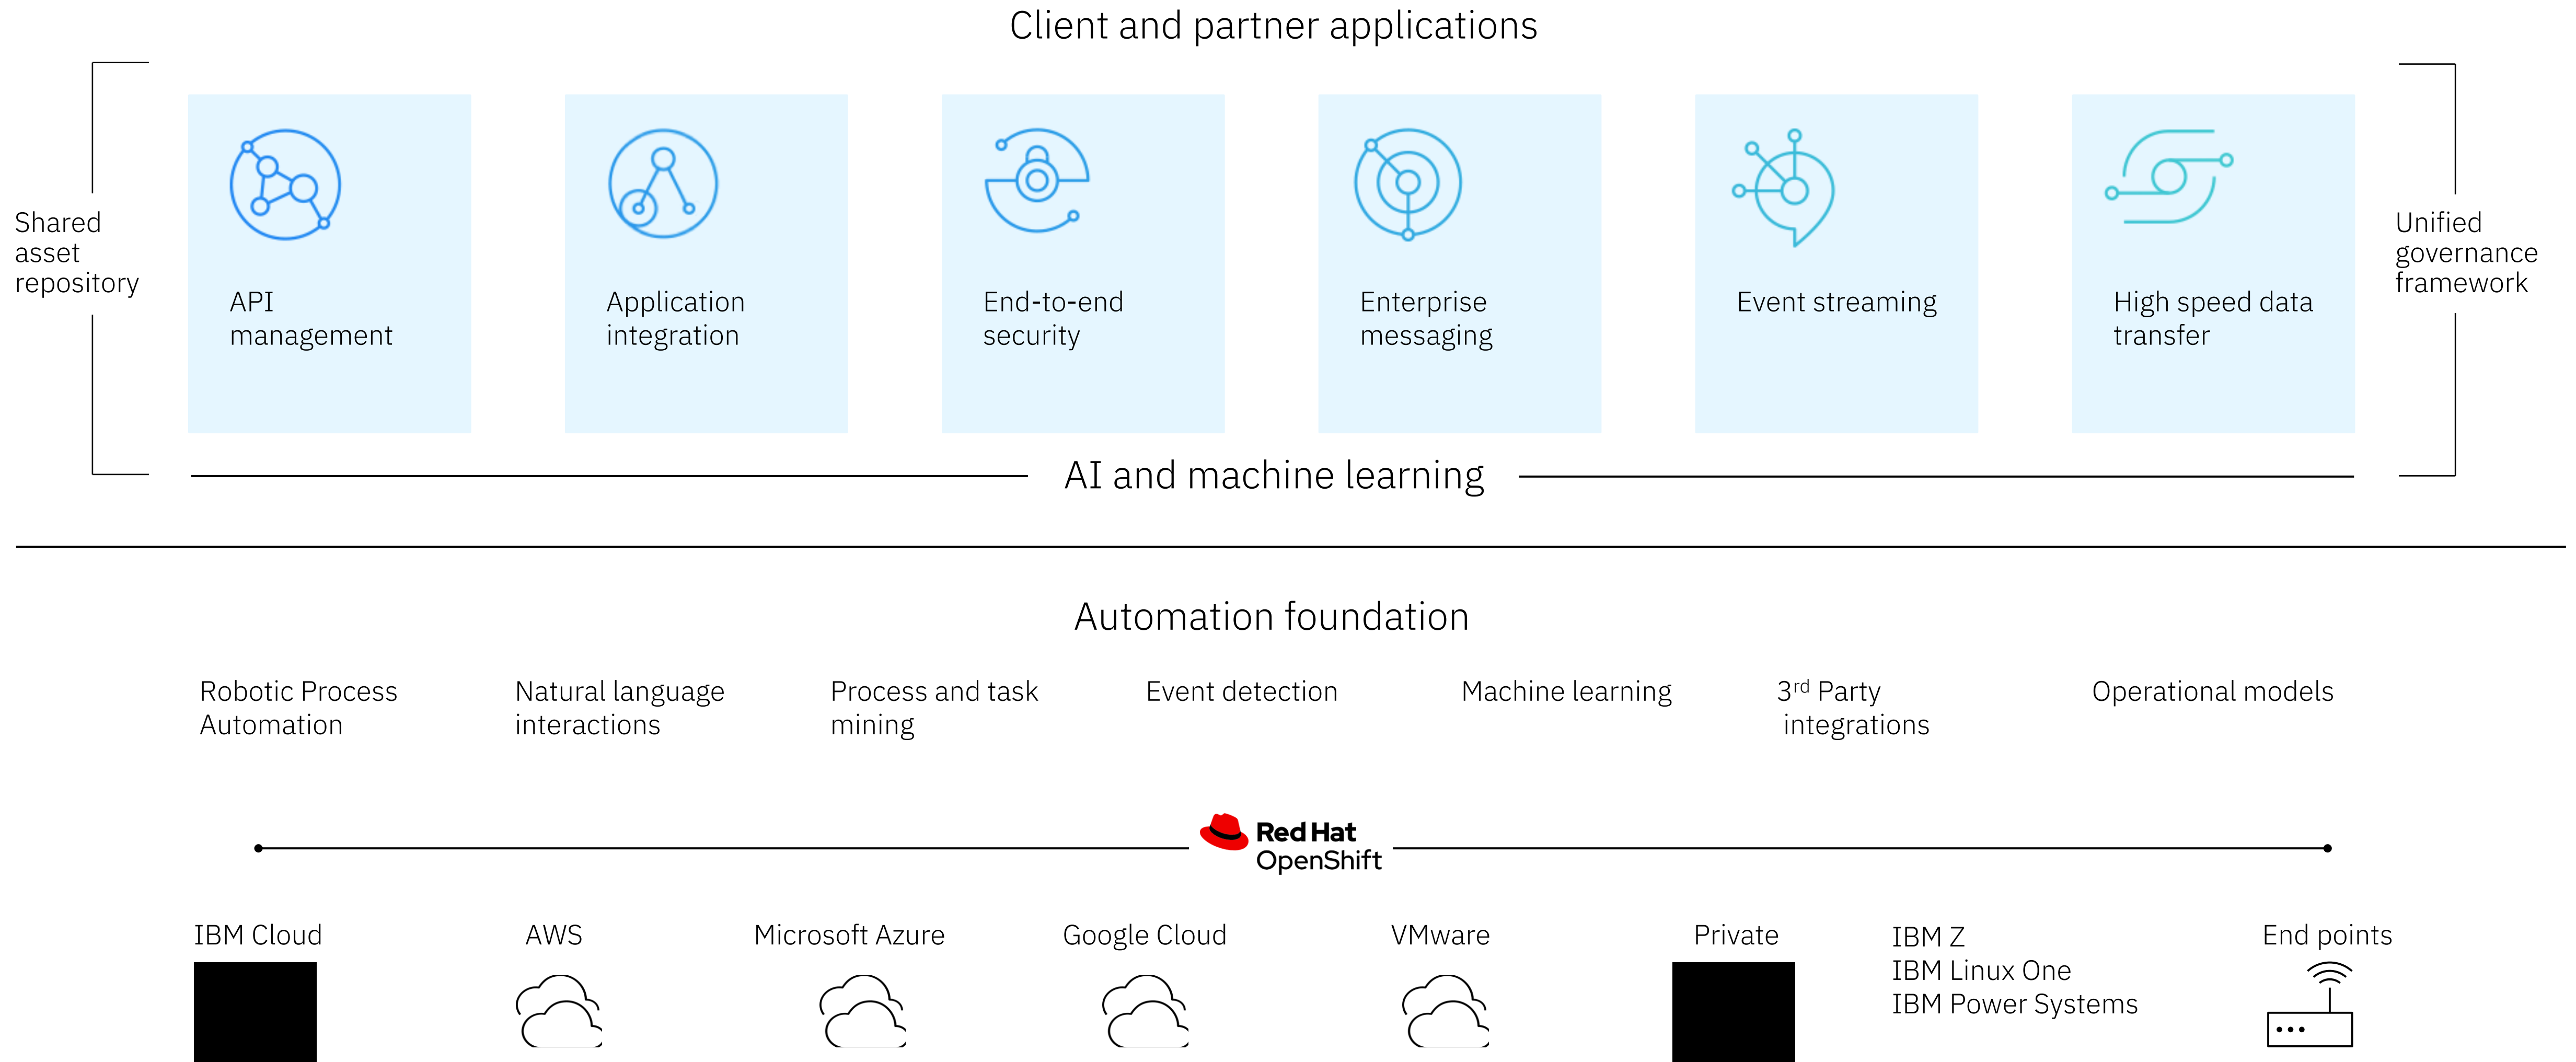 Client and partner applications
Shared
asset
repository
API
management
Application
integration
End-to-end
security
Enterprise
messaging
Event streaming
High speed data
transfer
Unified
governance
framework
AI and machine learning
Automation foundation
Robotic Process
Automation
Natural language
interactions
Process and task
mining
Event detection
Machine learning
3rd Party
integrations
Operational models
Red Hat
OpenShift
IBM Cloud
AWS
Microsoft Azure
Google Cloud
VMware
Private
IBM Z
IBM Linux One
IBM Power Systems
End points